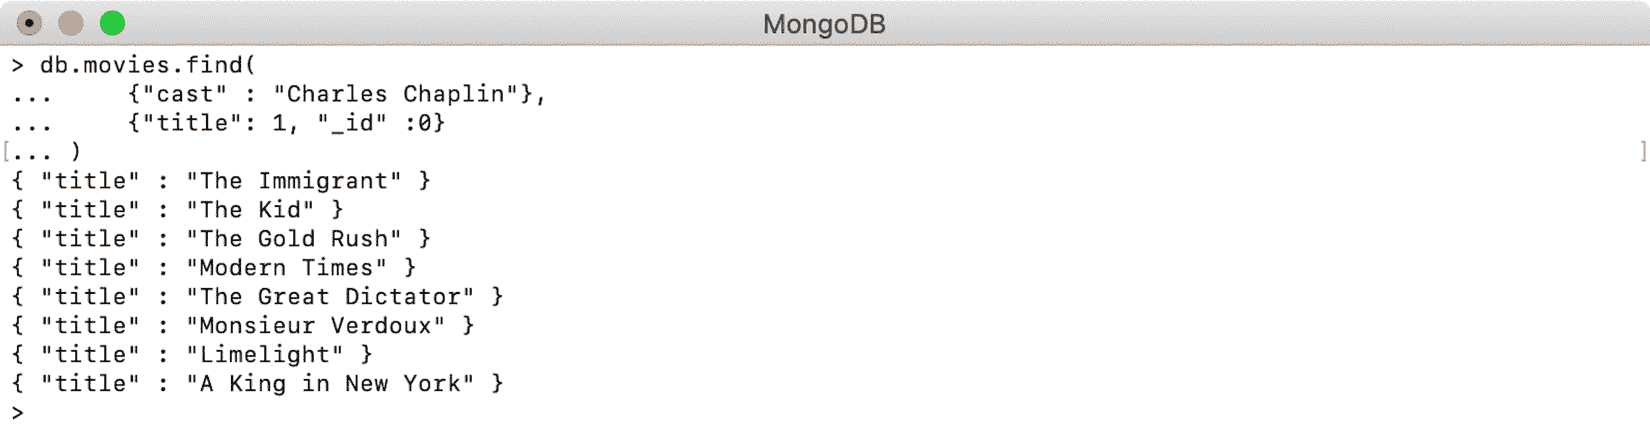 MongoDB
> db.movies.find(
...     {"cast" : "Charles Chaplin"},
...     {"title": 1, "_id" :0}
[... ) ]
{ "title" : "The Immigrant" }
{ "title" : "The Kid" }
{ "title" : "The Gold Rush" }
{ "title" : "Modern Times" }
{ "title" : "The Great Dictator" }
{ "title" : "Monsieur Verdoux" }
{ "title" : "Limelight" }
{ "title" : "A King in New York" }
>